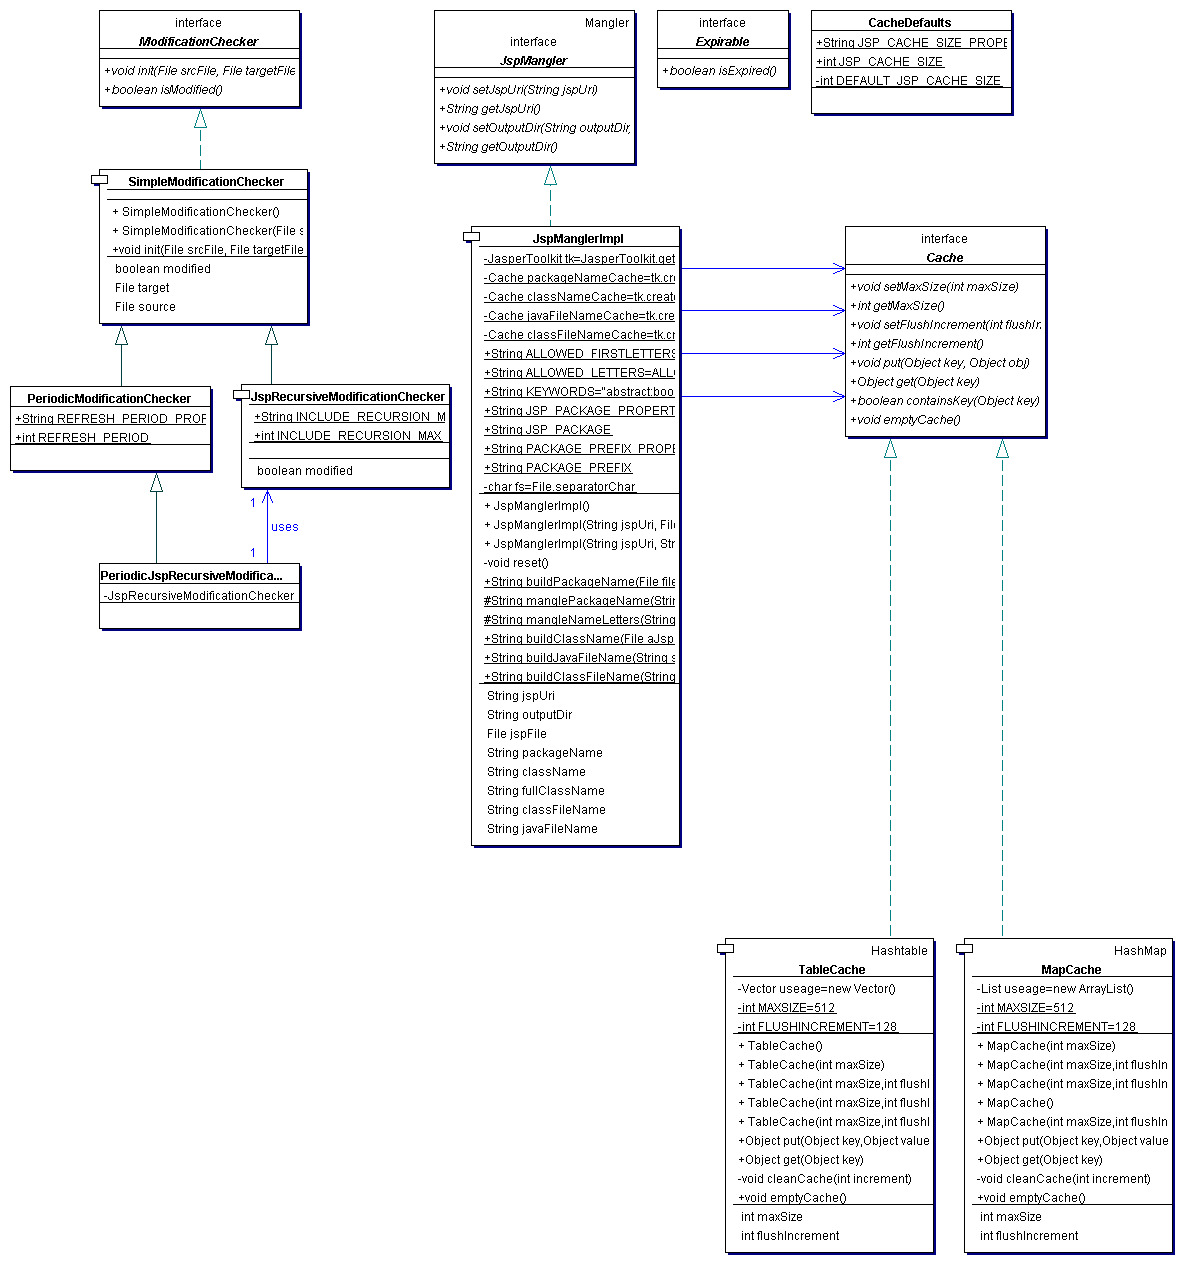 interface
ModificationChecker
+void init(File srcFile, File targetFile
+boolean isModified()
Mangler
interface
JspMangler
+void setJspUri(String jspUri)
+String getJspUri()
+void setOutputDir(String outputDir,
+String getOutputDir()
interface
Expirable
+boolean isExpired()
CacheDefaults
+String JSP_CACHE_SIZE_PROPE
+int JSP_CACHE_SIZE
-int DEFAULT_JSP_CACHE_SIZE
SimpleModificationChecker
+ SimpleModificationChecker()
+ SimpleModificationChecker(File s
+void init(File srcFile, File targetFile
boolean modified
File target
File source
PeriodicModificationChecker
+String REFRESH_PERIOD_PROF
+int REFRESH_PERIOD
JspRecursiveModificationChecker
+String INCLUDE_RECURSION_M
+int INCLUDE_RECURSION_MAX
boolean modified
1
uses
1
PeriodicJspRecursiveModifica...
-JspRecursiveModificationChecker
JspManglerImpl
-JasperToolkit tk=JasperToolkit.get
-Cache packageNameCache=tk.cr
-Cache classNameCache=tk.creat
-Cache javaFileNameCache=tk.cre
-Cache classFileNameCache=tk.c
+String ALLOWED_FIRSTLETTERS
+String ALLOWED_LETTERS=ALL
+String KEYWORDS="abstract:boo
+String JSP_PACKAGE_PROPERT
+String JSP_PACKAGE
+String PACKAGE_PREFIX_PROPE
+String PACKAGE_PREFIX
-char fs=File.separatorChar
+ JspManglerImpl()
+ JspManglerImpl(String jspUri, File
+ JspManglerImpl(String jspUri, Str
-void reset()
+String buildPackageName(File file
#String manglePackageName(Strin
#String mangleNameLetters(String
+String buildClassName(File aJsp
+String buildJavaFileName(String s
+String buildClassFileName(String
String jspUri
String outputDir
File jspFile
String packageName
String className
String fullClassName
String classFileName
String javaFileName
interface
Cache
+void setMaxSize(int maxSize)
+int getMaxSize()
+void setFlushIncrement(int flushIr.
+int getFlushIncrement()
+void put(Object key, Object obj)
+Object get(Object key)
+boolean containsKey(Object key)
+void emptyCache()
Hashtable
TableCache
-Vector useage=new Vector()
-int MAXSIZE=512
-int FLUSHINCREMENT=128
+ TableCache()
+ TableCache(int maxSize)
+ TableCache(int maxSize,int flushI
+ TableCache(int maxSize,int flushI
+ TableCache(int maxSize,int flushI
+Object put(Object key,Object value
+Object get(Object key)
-void cleanCache(int increment)
+void emptyCache()
int maxSize
int flushIncrement
HashMap
MapCache
-List useage=new ArrayList()
-int MAXSIZE=512
-int FLUSHINCREMENT=128
+ MapCache(int maxSize)
+ MapCache(int maxSize,int flushIn
+ MapCache(int maxSize,int flushIn
+ MapCache()
+ MapCache(int maxSize,int flushIn
+Object put(Object key,Object value
+Object get(Object key)
-void cleanCache(int increment)
+void emptyCache()
int maxSize
int flushIncrement